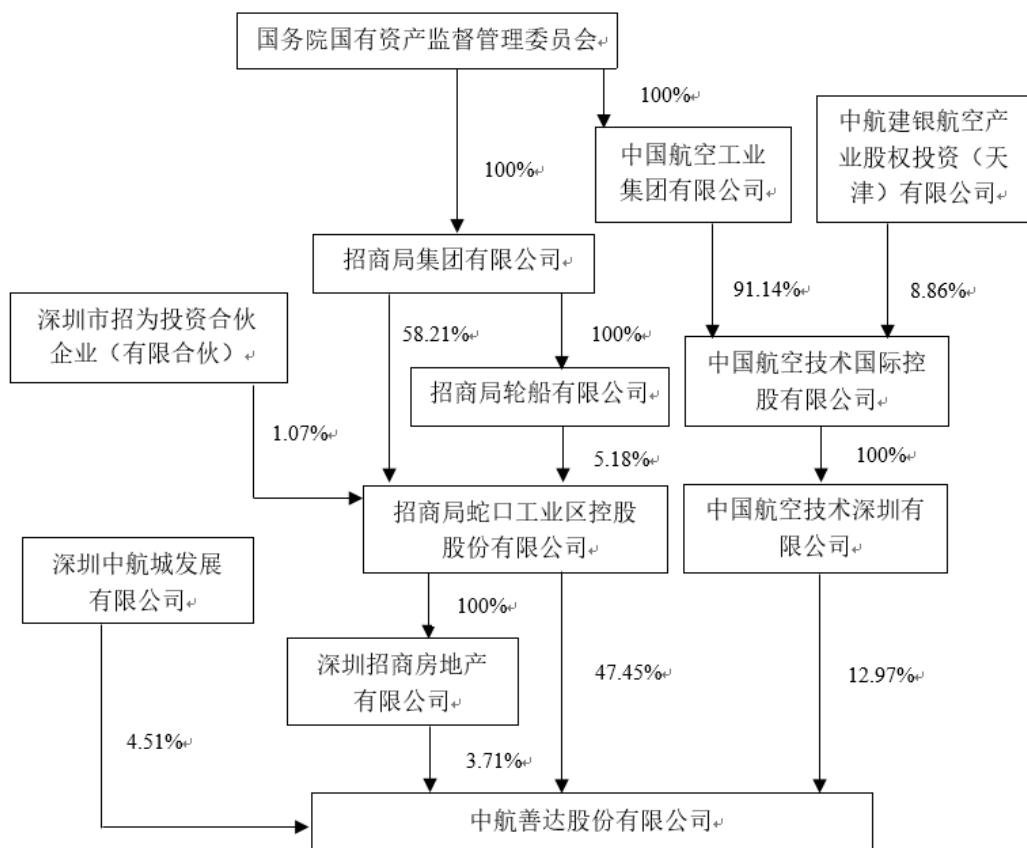 国务院国有资产监督管理委员会
100%
100%
中国航空工业
集团有限公司
中航建银航空产
业股权投资（天
津）有限公司
招商局集团有限公司
深圳市招为投资合伙
企业（有限合伙）
58.21%
100%
91.14%
8.86%
招商局轮船有限公司
中国航空技术国际控
股有限公司
1.07%
5.18%
100%
招商局蛇口工业区控股
股份有限公司
中国航空技术深圳有
限公司
深圳中航城发展
有限公司
100%
深圳招商房地产
有限公司
47.45%
12.97%
4.51%
3.71%
中航善达股份有限公司